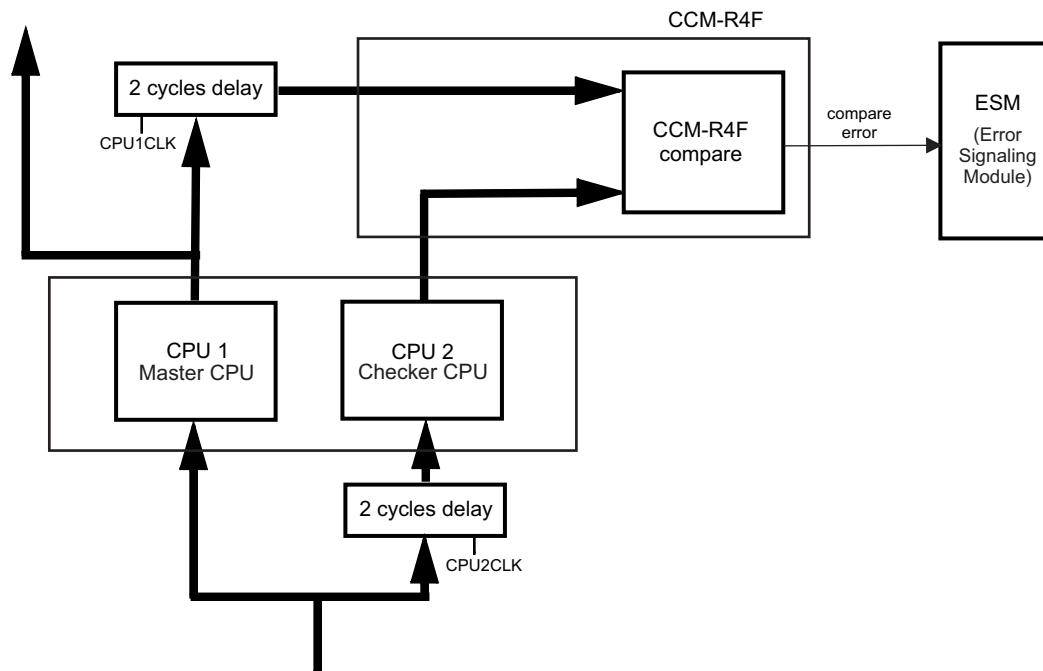 CCM-R4F
2 cycles delay
CPU1CLK
CCM-R4F
compare
compare
error
ESM
(Error
Signaling
Module)
CPU 1
Master CPU
CPU 2
Checker CPU
2 cycles delay
CPU2CLK